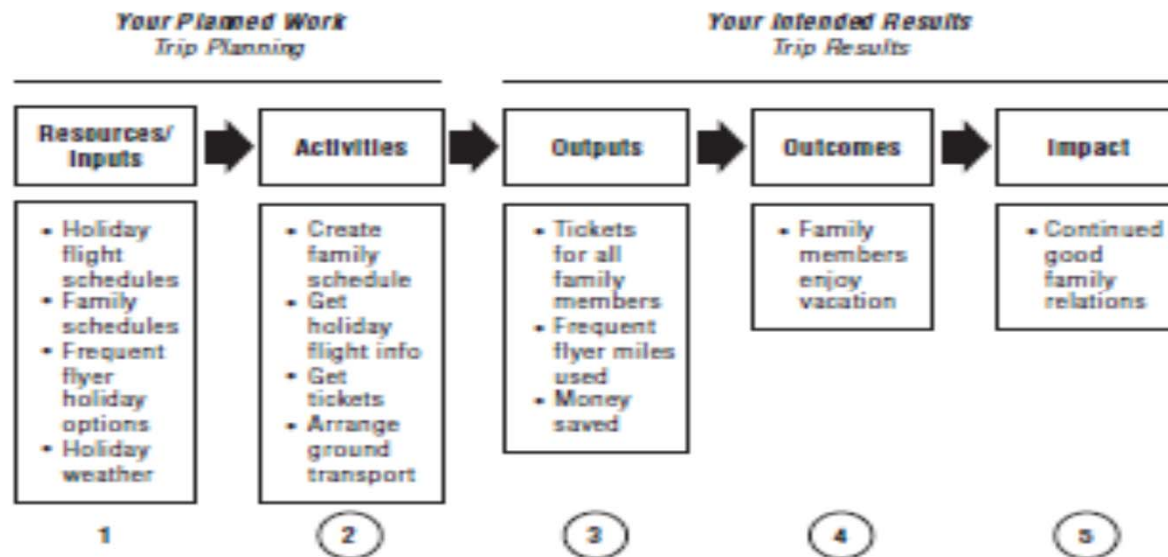 Your Planned Work
Trip Planning
Your Intended Results
Trip Results
Resources/
Inputs
Activities
Outputs
Outcomes
Impact
• Holiday
flight
schedules
• Family
schedules
• Frequent
flyer
holiday
options
• Holiday
weather
• Create
family
schedule
• Get
holiday
flight info
• Get
tickets
• Arrange
ground
transport
• Tickets
for all
family
members
• Frequent
flyer miles
used
• Money
saved
• Family
members
enjoy
vacation
• Continued
good
family
relations
1
2
3
4
5